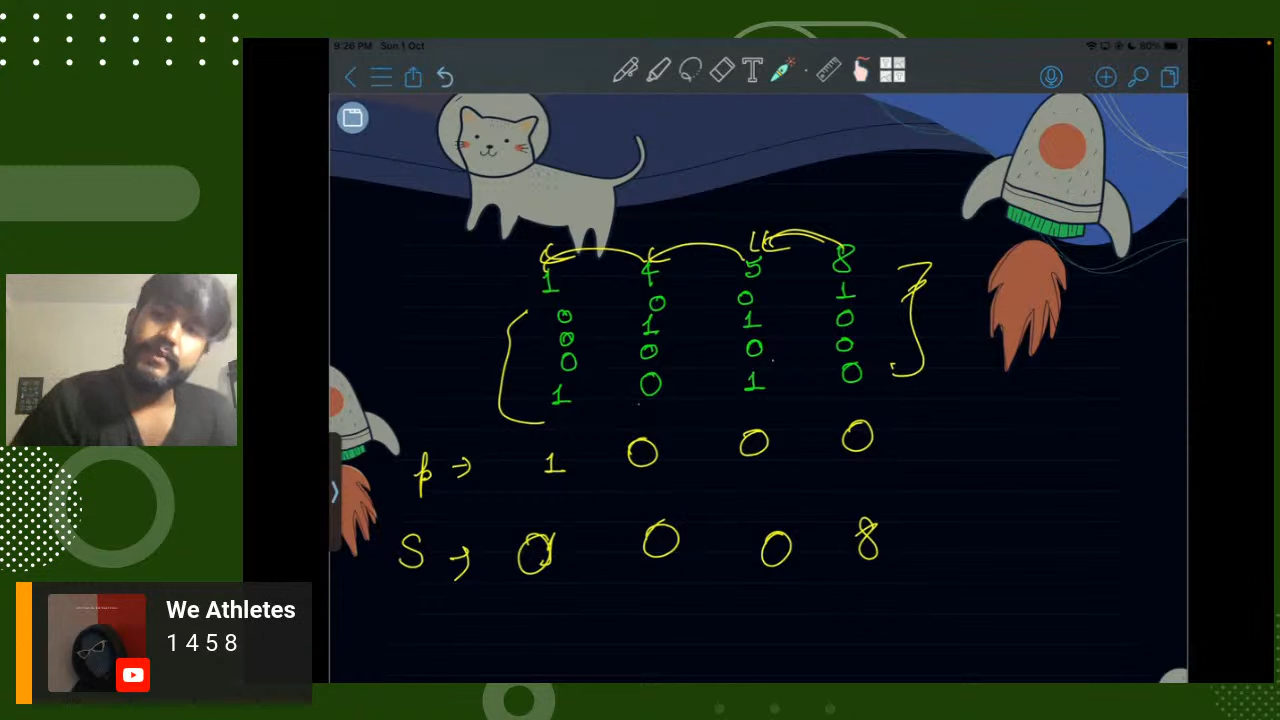 9:26 PM Sun 1 Oct
80%
1 4 5 8
0 0 0 1
0 1 1 0
0 0 0 0
1 0 1 0
p → 1 0 0 0
S → 0 0 0 8
We Athletes
1 4 5 8